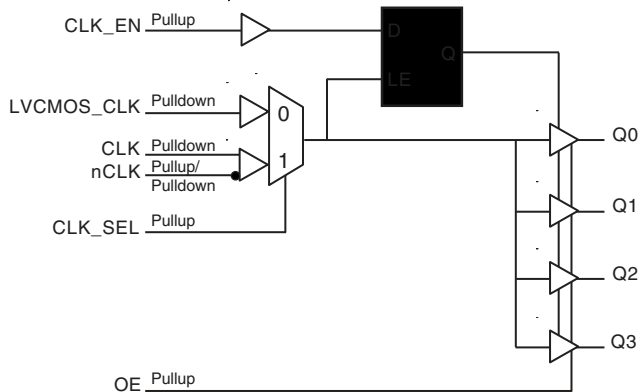 CLK_EN Pullup
D
Q
LE
LVCMOS_CLK Pulldown
0
CLK Pulldown
nCLK Pullup/
Pulldown
1
CLK_SEL Pullup
Q0
Q1
Q2
Q3
OE Pullup